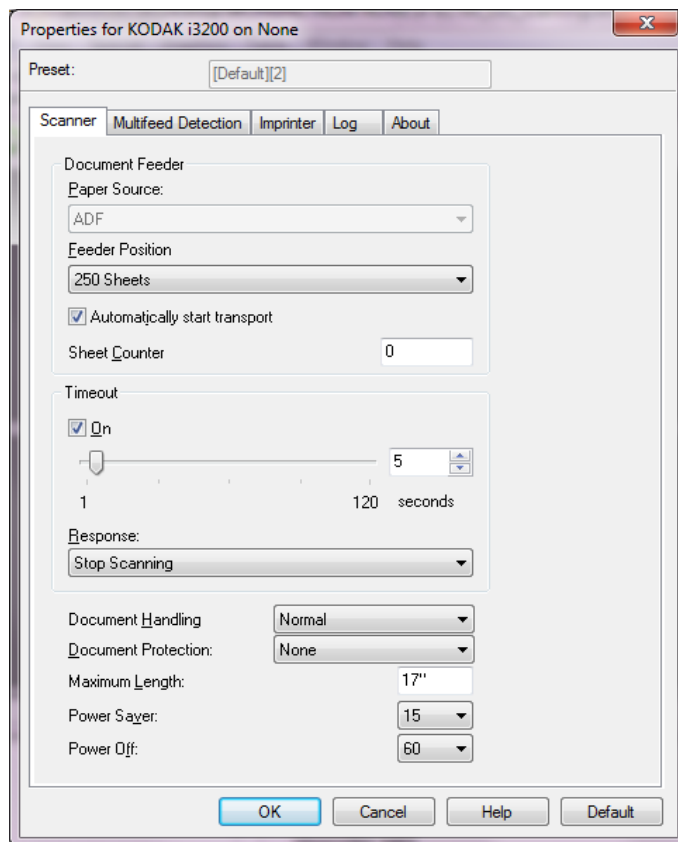 Properties for KODAK i3200 on None
Preset: [Default][2]
Scanner Multifeed Detection Imprinter Log About
Document Feeder
Paper Source:
ADF
Feeder Position
250 Sheets
Automatically start transport
Sheet Counter 0
Timeout
On
5
1 120 seconds
Response:
Stop Scanning
Document Handling Normal
Document Protection: None
Maximum Length: 17"
Power Saver: 15
Power Off: 60
OK Cancel Help Default